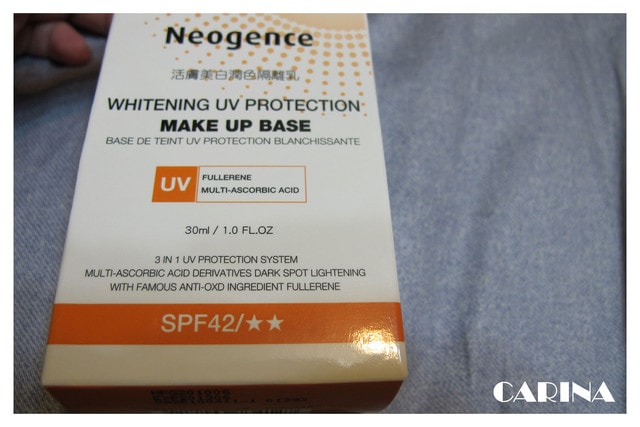 Neogence
活膚美白潤色隔離乳
WHITENING UV PROTECTION
MAKE UP BASE
BASE DE TEINT UV PROTECTION BLANCHISSANTE
UV
FULLERENE
MULTI-ASCORBIC ACID
30ml / 1.0 FL.OZ
3 IN 1 UV PROTECTION SYSTEM
MULTI-ASCORBIC ACID DERIVATIVES DARK SPOT LIGHTENING
WITH FAMOUS ANTI-OXD INGREDIENT FULLERENE
SPF42/★★
CARINA